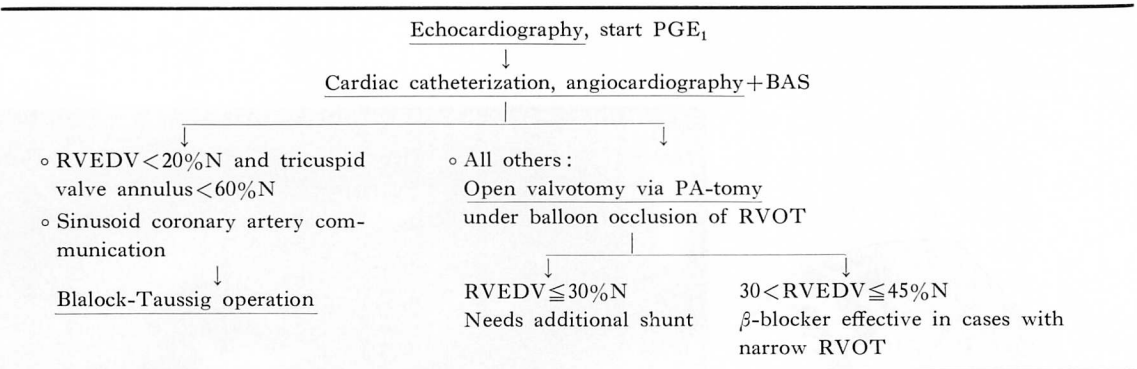 Echocardiography, start PGE₁
↓
Cardiac catheterization, angiocardiography+BAS
↓ ↓
∘ RVEDV<20%N and tricuspid
valve annulus<60%N
∘ Sinusoid coronary artery com-
munication
↓
Blalock-Taussig operation
∘ All others:
Open valvotomy via PA-tomy
under balloon occlusion of RVOT
↓ ↓
RVEDV≦30%N
Needs additional shunt
30<RVEDV≦45%N
β-blocker effective in cases with
narrow RVOT